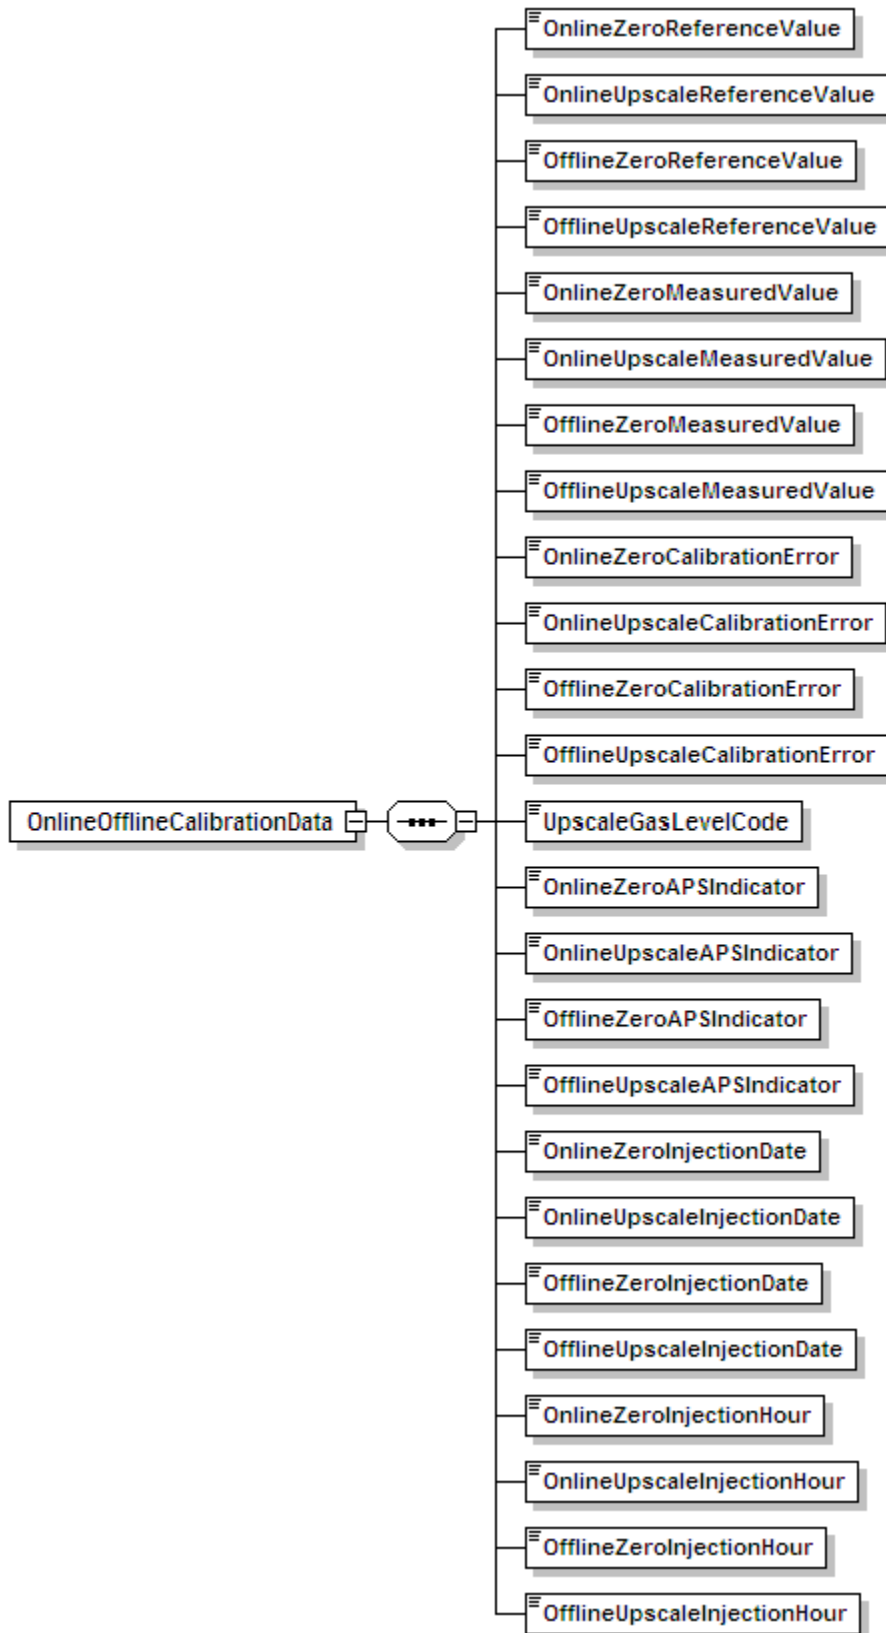 OnlineZeroReferenceValue
OnlineUpscaleReferenceValue
OfflineZeroReferenceValue
OfflineUpscaleReferenceValue
OnlineZeroMeasuredValue
OnlineUpscaleMeasuredValue
OfflineZeroMeasuredValue
OfflineUpscaleMeasuredValue
OnlineZeroCalibrationError
OnlineUpscaleCalibrationError
OfflineZeroCalibrationError
OfflineUpscaleCalibrationError
OnlineOfflineCalibrationData
UpscaleGasLevelCode
OnlineZeroAPSIndicator
OnlineUpscaleAPSIndicator
OfflineZeroAPSIndicator
OfflineUpscaleAPSIndicator
OnlineZeroInjectionDate
OnlineUpscaleInjectionDate
OfflineZeroInjectionDate
OfflineUpscaleInjectionDate
OnlineZeroInjectionHour
OnlineUpscaleInjectionHour
OfflineZeroInjectionHour
OfflineUpscaleInjectionHour